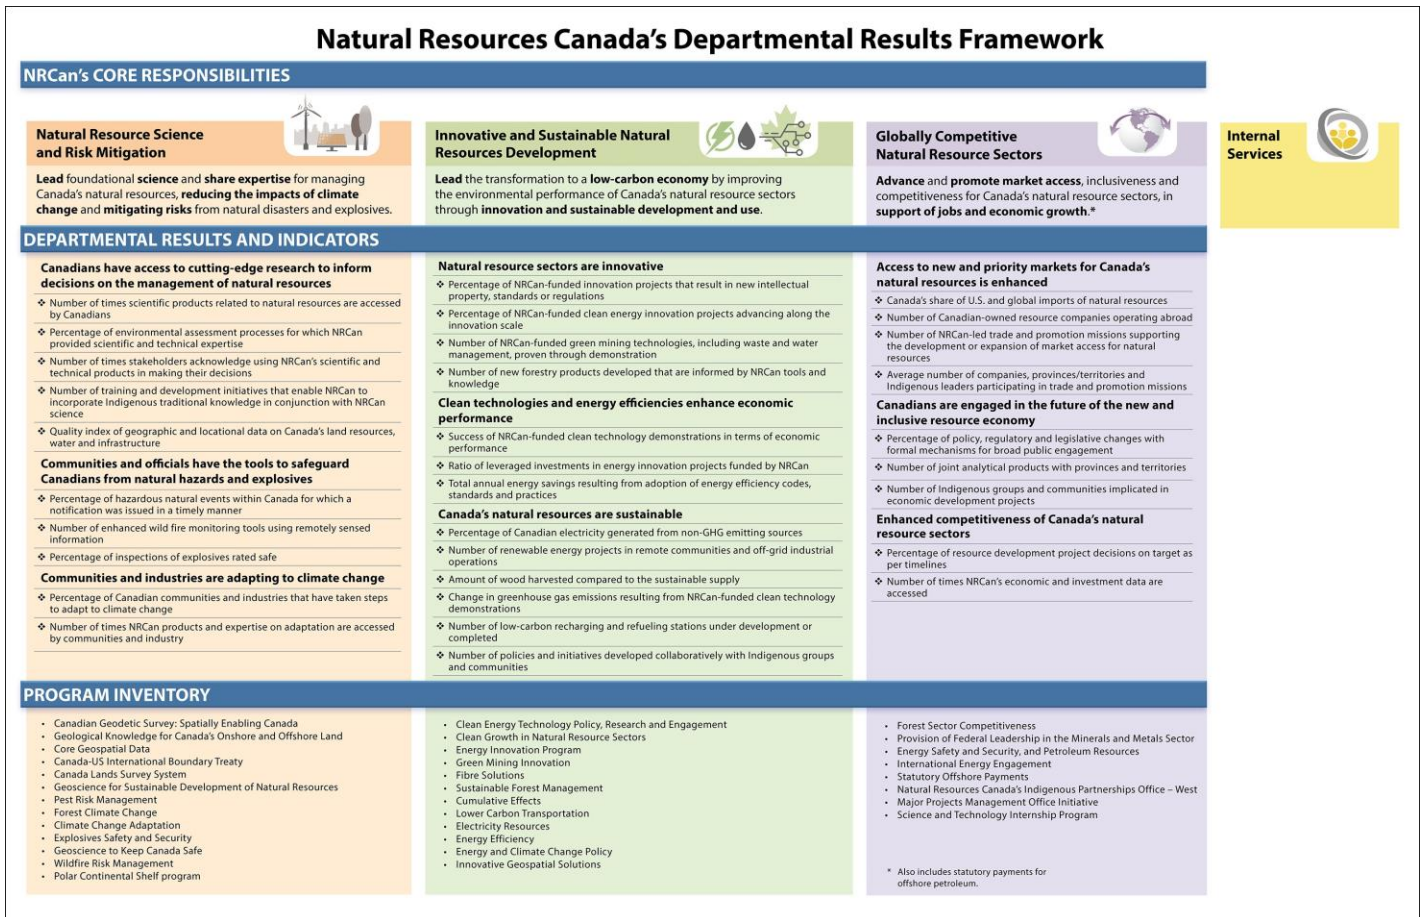 Natural Resources Canada's Departmental Results Framework
NRCan's CORE RESPONSIBILITIES
Natural Resource Science
and Risk Mitigation
Lead foundational science and share expertise for managing
Canada's natural resources, reducing the impacts of climate
change and mitigating risks from natural disasters and explosives.
Innovative and Sustainable Natural
Resources Development
Lead the transformation to a low-carbon economy by improving
the environmental performance of Canada's natural resource sectors
through innovation and sustainable development and use.
Globally Competitive
Natural Resource Sectors
Advance and promote market access, inclusiveness and
competitiveness for Canada's natural resource sectors, in
support of jobs and economic growth.*
Internal
Services
DEPARTMENTAL RESULTS AND INDICATORS
Canadians have access to cutting-edge research to inform
decisions on the management of natural resources
❖ Number of times scientific products related to natural resources are accessed
by Canadians
❖ Percentage of environmental assessment processes for which NRCan
provided scientific and technical expertise
❖ Number of times stakeholders acknowledge using NRCan's scientific and
technical products in making their decisions
❖ Number of training and development initiatives that enable NRCan to
incorporate Indigenous traditional knowledge in conjunction with NRCan
science
❖ Quality index of geographic and locational data on Canada's land resources,
water and infrastructure
Communities and officials have the tools to safeguard
Canadians from natural hazards and explosives
❖ Percentage of hazardous natural events within Canada for which a
notification was issued in a timely manner
❖ Number of enhanced wild fire monitoring tools using remotely sensed
information
❖ Percentage of inspections of explosives rated safe
Communities and industries are adapting to climate change
❖ Percentage of Canadian communities and industries that have taken steps
to adapt to climate change
❖ Number of times NRCan products and expertise on adaptation are accessed
by communities and industry
Natural resource sectors are innovative
❖ Percentage of NRCan-funded innovation projects that result in new intellectual
property, standards or regulations
❖ Percentage of NRCan-funded clean energy innovation projects advancing along the
innovation scale
❖ Number of NRCan-funded green mining technologies, including waste and water
management, proven through demonstration
❖ Number of new forestry products developed that are informed by NRCan tools and
knowledge
Clean technologies and energy efficiencies enhance economic
performance
❖ Success of NRCan-funded clean technology demonstrations in terms of economic
performance
❖ Ratio of leveraged investments in energy innovation projects funded by NRCan
❖ Total annual energy savings resulting from adoption of energy efficiency codes,
standards and practices
Canada's natural resources are sustainable
❖ Percentage of Canadian electricity generated from non-GHG emitting sources
❖ Number of renewable energy projects in remote communities and off-grid industrial
operations
❖ Amount of wood harvested compared to the sustainable supply
❖ Change in greenhouse gas emissions resulting from NRCan-funded clean technology
demonstrations
❖ Number of low-carbon recharging and refueling stations under development or
completed
❖ Number of policies and initiatives developed collaboratively with Indigenous groups
and communities
Access to new and priority markets for Canada's
natural resources is enhanced
❖ Canada's share of U.S. and global imports of natural resources
❖ Number of Canadian-owned resource companies operating abroad
❖ Number of NRCan-led trade and promotion missions supporting
the development or expansion of market access for natural
resources
❖ Average number of companies, provinces/territories and
Indigenous leaders participating in trade and promotion missions
Canadians are engaged in the future of the new and
inclusive resource economy
❖ Percentage of policy, regulatory and legislative changes with
formal mechanisms for broad public engagement
❖ Number of joint analytical products with provinces and territories
❖ Number of Indigenous groups and communities implicated in
economic development projects
Enhanced competitiveness of Canada's natural
resource sectors
❖ Percentage of resource development project decisions on target as
per timelines
❖ Number of times NRCan's economic and investment data are
accessed
PROGRAM INVENTORY
• Canadian Geodetic Survey: Spatially Enabling Canada
• Geological Knowledge for Canada's Onshore and Offshore Land
• Core Geospatial Data
• Canada-US International Boundary Treaty
• Canada Lands Survey System
• Geoscience for Sustainable Development of Natural Resources
• Pest Risk Management
• Forest Climate Change
• Climate Change Adaptation
• Explosives Safety and Security
• Geoscience to Keep Canada Safe
• Wildfire Risk Management
• Polar Continental Shelf program
• Clean Energy Technology Policy, Research and Engagement
• Clean Growth in Natural Resource Sectors
• Energy Innovation Program
• Green Mining Innovation
• Fibre Solutions
• Sustainable Forest Management
• Cumulative Effects
• Lower Carbon Transportation
• Electricity Resources
• Energy Efficiency
• Energy and Climate Change Policy
• Innovative Geospatial Solutions
• Forest Sector Competitiveness
• Provision of Federal Leadership in the Minerals and Metals Sector
• Energy Safety and Security, and Petroleum Resources
• International Energy Engagement
• Statutory Offshore Payments
• Natural Resources Canada's Indigenous Partnerships Office – West
• Major Projects Management Office Initiative
• Science and Technology Internship Program
* Also includes statutory payments for
offshore petroleum.